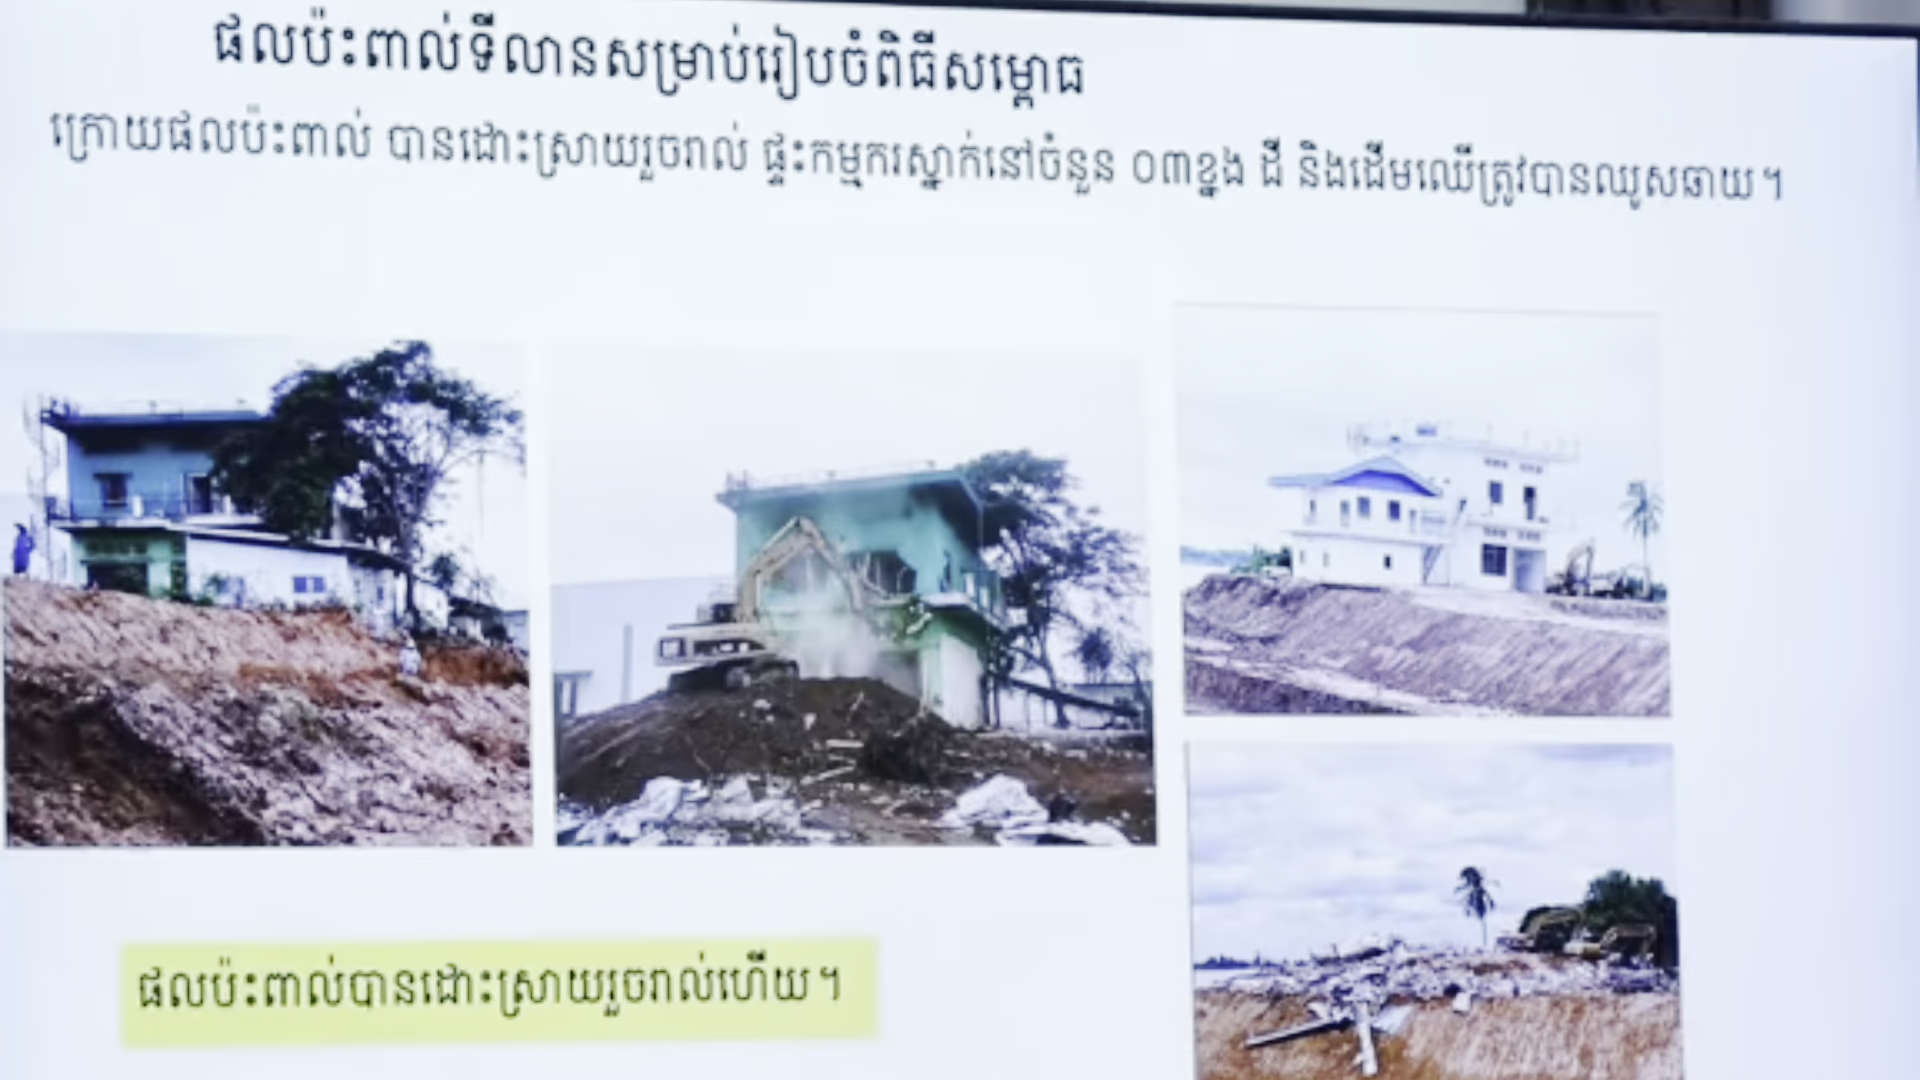 ផលប៉ះពាល់ទីលានសម្រាប់រៀបចំពិធីសម្ពោធ
ក្រោយផលប៉ះពាល់ បានដោះស្រាយរួចរាល់ ផ្ទះកម្មករស្នាក់នៅចំនួន ០៣ខ្នង ដី និងដើមឈើត្រូវបានឈូសឆាយ។
ផលប៉ះពាល់បានដោះស្រាយរួចរាល់ហើយ។